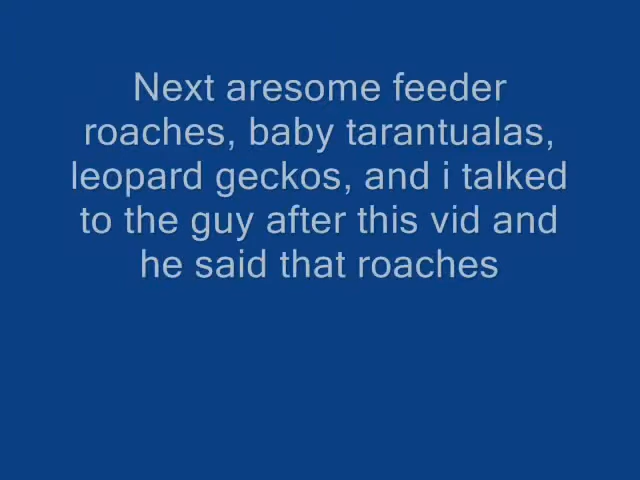 Next aresome feeder
roaches, baby tarantualas,
leopard geckos, and i talked
to the guy after this vid and
he said that roaches